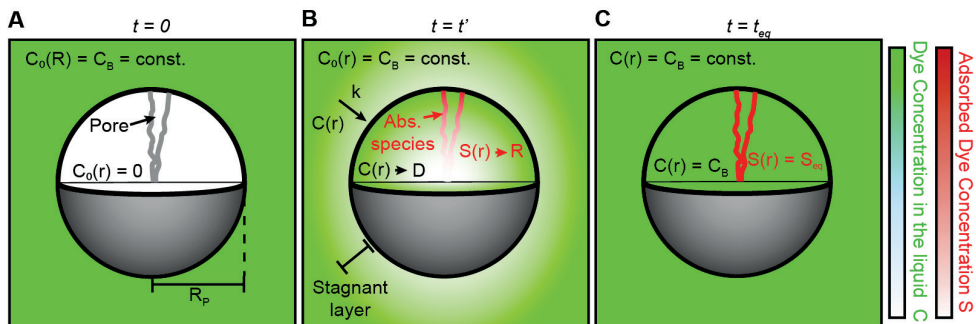 A
t = 0
C₀(R) = C_B = const.
Pore
C₀(r) = 0
R_P
B
t = t’
C₀(r) = C_B = const.
k
C(r)
Abs.
species
S(r) ➔ R
C(r) ➔ D
Stagnant
layer
C
t = t_eq
C(r) = C_B = const.
C(r) = C_B
S(r) = S_eq
Dye Concentration in the liquid C
Adsorbed Dye Concentration S